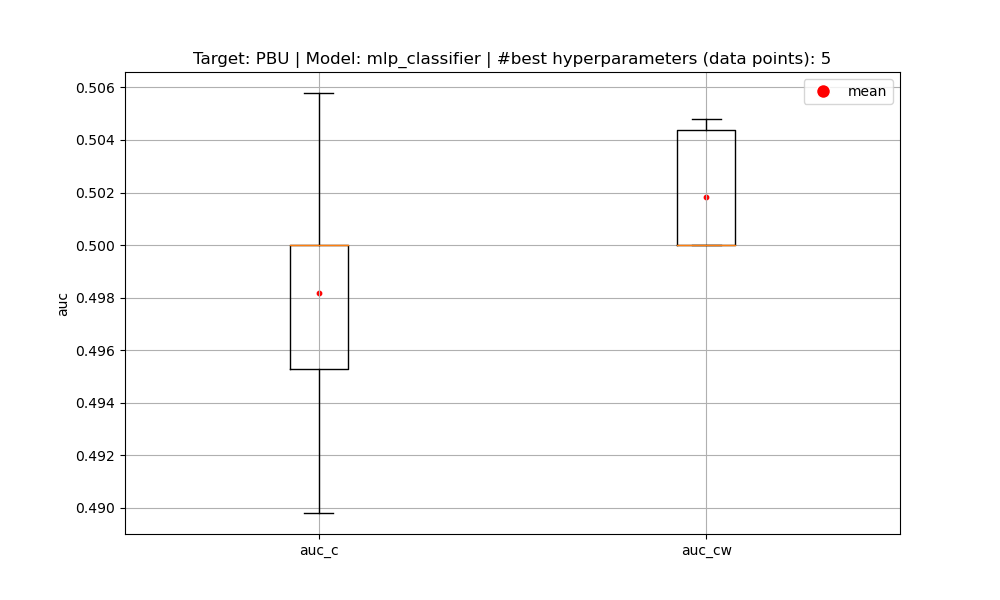 Target: PBU | Model: mlp_classifier | #best hyperparameters (data points): 5
mean
auc
0.506
0.504
0.502
0.500
0.498
0.496
0.494
0.492
0.490
auc_c
auc_cw